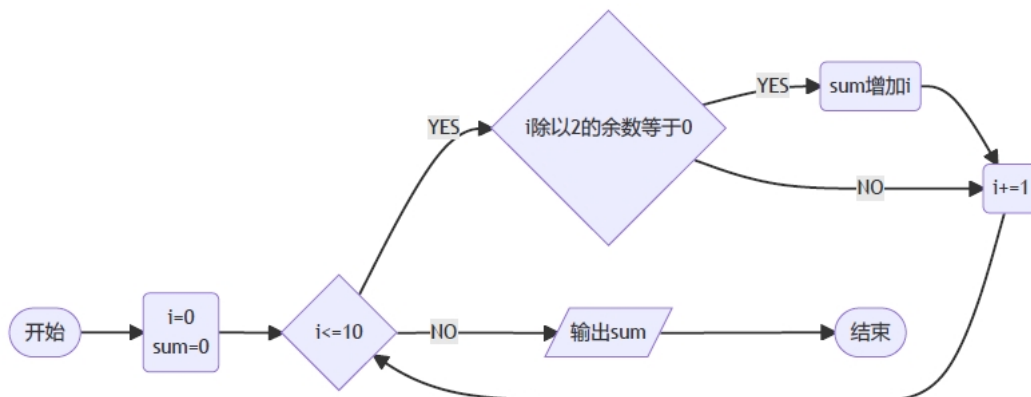 YES
i除以2的余数等于0
YES
sum增加i
NO
i+=1
开始
i=0
sum=0
i<=10
NO
输出sum
结束